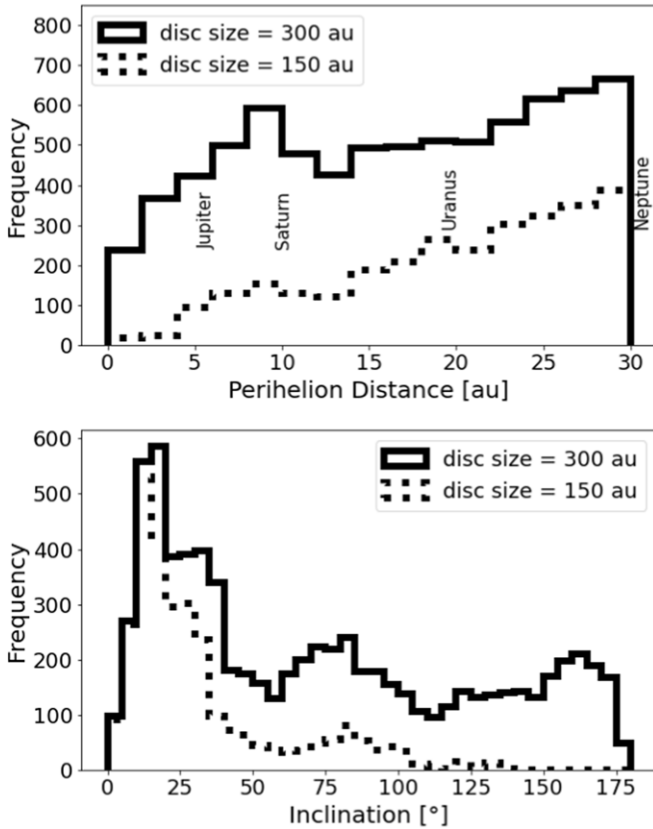 disc size = 300 au
disc size = 150 au
800
700
600
500
400
300
200
100
0
Frequency
Jupiter
Saturn
Uranus
Neptune
0 5 10 15 20 25 30
Perihelion Distance [au]
disc size = 300 au
disc size = 150 au
600
500
400
300
200
100
0
Frequency
0 25 50 75 100 125 150 175
Inclination [°]